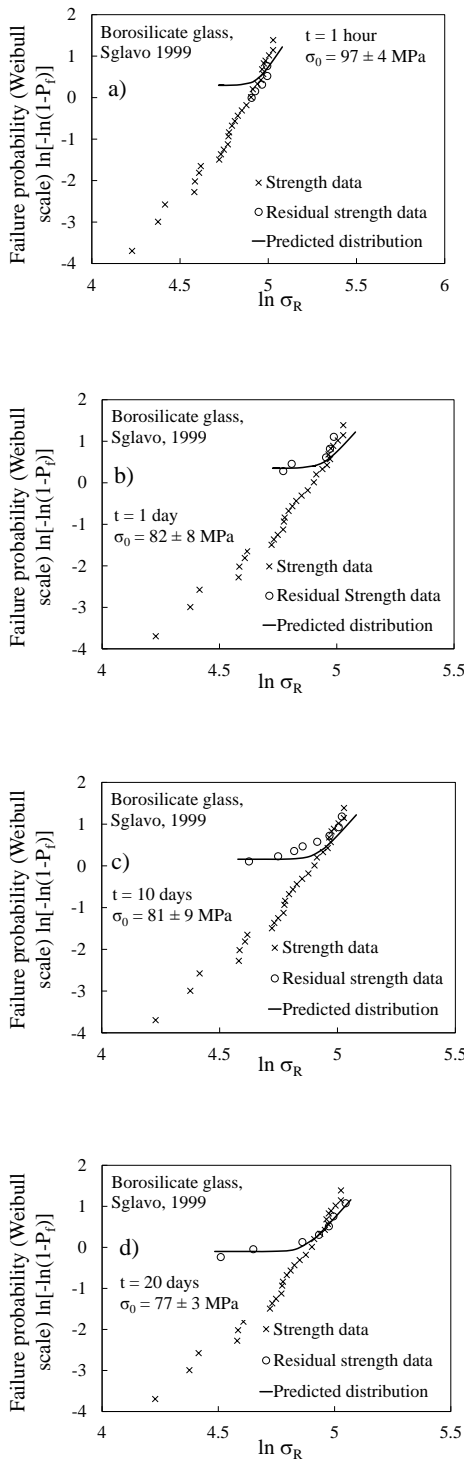 Failure probability (Weibull
scale) ln[-ln(1-P_f)]
2
1
0
-1
-2
-3
-4
Borosilicate glass,
Sglavo 1999
t = 1 hour
σ₀ = 97 ± 4 MPa
a)
Strength data
Residual strength data
Predicted distribution
4
4.5
5
5.5
6
ln σ_R
Failure probability (Weibull
scale) ln[-ln(1-P_f)]
2
1
0
-1
-2
-3
-4
Borosilicate glass,
Sglavo, 1999
b)
t = 1 day
σ₀ = 82 ± 8 MPa
Strength data
Residual Strength data
Predicted distribution
4
4.5
5
5.5
ln σ_R
Failure probability (Weibull
scale) ln[-ln(1-P_f)]
2
1
0
-1
-2
-3
-4
Borosilicate glass,
Sglavo, 1999
c)
t = 10 days
σ₀ = 81 ± 9 MPa
Strength data
Residual strength data
Predicted distribution
4
4.5
5
5.5
ln σ_R
Failure probability (Weibull
scale) ln[-ln(1-P_f)]
2
1
0
-1
-2
-3
-4
Borosilicate glass,
Sglavo, 1999
d)
t = 20 days
σ₀ = 77 ± 3 MPa
Strength data
Residual strength data
Predicted distribution
4
4.5
5
5.5
ln σ_R